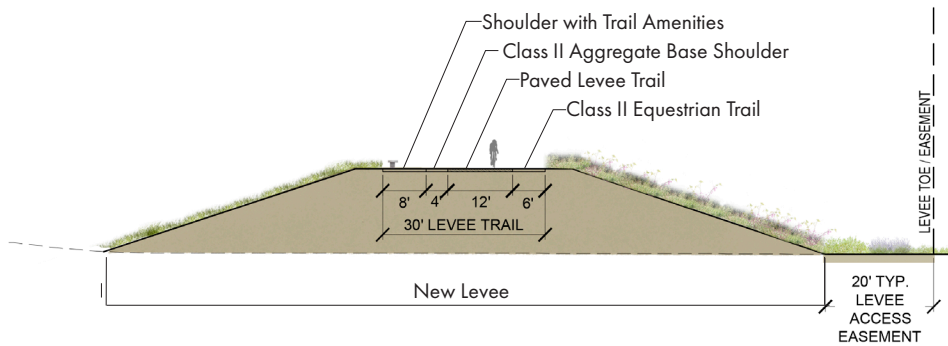 Shoulder with Trail Amenities
Class II Aggregate Base Shoulder
Paved Levee Trail
Class II Equestrian Trail
LEVEE TOE / EASEMENT
8' 4' 12' 6'
30' LEVEE TRAIL
New Levee
20' TYP.
LEVEE
ACCESS
EASEMENT